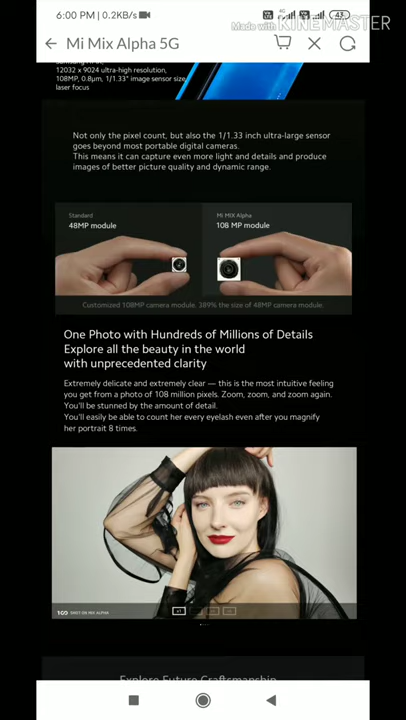 6:00 PM | 0.2KB/s
4G
43
Made with KINEMASTER
Mi Mix Alpha 5G
12032 x 9024 ultra-high resolution,
108MP, 0.8μm, 1/1.33" image sensor size,
laser focus
Not only the pixel count, but also the 1/1.33 inch ultra-large sensor
goes beyond most portable digital cameras.
This means it can capture even more light and details and produce
images of better picture quality and dynamic range.
Standard
48MP module
Mi MIX Alpha
108 MP module
Customized 108MP camera module. 389% the size of 48MP camera module.
One Photo with Hundreds of Millions of Details
Explore all the beauty in the world
with unprecedented clarity
Extremely delicate and extremely clear — this is the most intuitive feeling
you get from a photo of 108 million pixels. Zoom, zoom, and zoom again.
You'll be stunned by the amount of detail.
You'll easily be able to count her every eyelash even after you magnify
her portrait 8 times.
SHOT ON MI MIX ALPHA
x1
Explore Future Craftsmanship